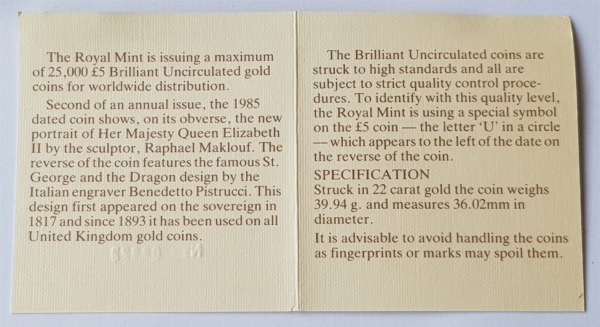 The Royal Mint is issuing a maximum
of 25,000 £5 Brilliant Uncirculated gold
coins for worldwide distribution.
Second of an annual issue, the 1985
dated coin shows, on its obverse, the new
portrait of Her Majesty Queen Elizabeth
II by the sculptor, Raphael Maklouf. The
reverse of the coin features the famous St.
George and the Dragon design by the
Italian engraver Benedetto Pistrucci. This
design first appeared on the sovereign in
1817 and since 1893 it has been used on all
United Kingdom gold coins.
The Brilliant Uncirculated coins are
struck to high standards and all are
subject to strict quality control proce-
dures. To identify with this quality level,
the Royal Mint is using a special symbol
on the £5 coin — the letter ‘U’ in a circle
— which appears to the left of the date on
the reverse of the coin.
SPECIFICATION
Struck in 22 carat gold the coin weighs
39.94 g. and measures 36.02mm in
diameter.
It is advisable to avoid handling the coins
as fingerprints or marks may spoil them.